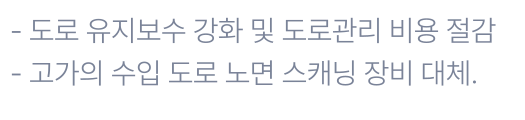 - 도로 유지보수 강화 및 도로관리 비용 절감
- 고가의 수입 도로 노면 스캐닝 장비 대체.